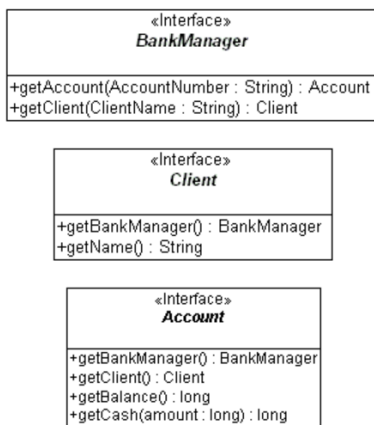 «Interface»
BankManager
+getAccount(AccountNumber : String) : Account
+getClient(ClientName : String) : Client
«Interface»
Client
+getBankManager() : BankManager
+getName() : String
«Interface»
Account
+getBankManager() : BankManager
+getClient() : Client
+getBalance() : long
+getCash(amount : long) : long